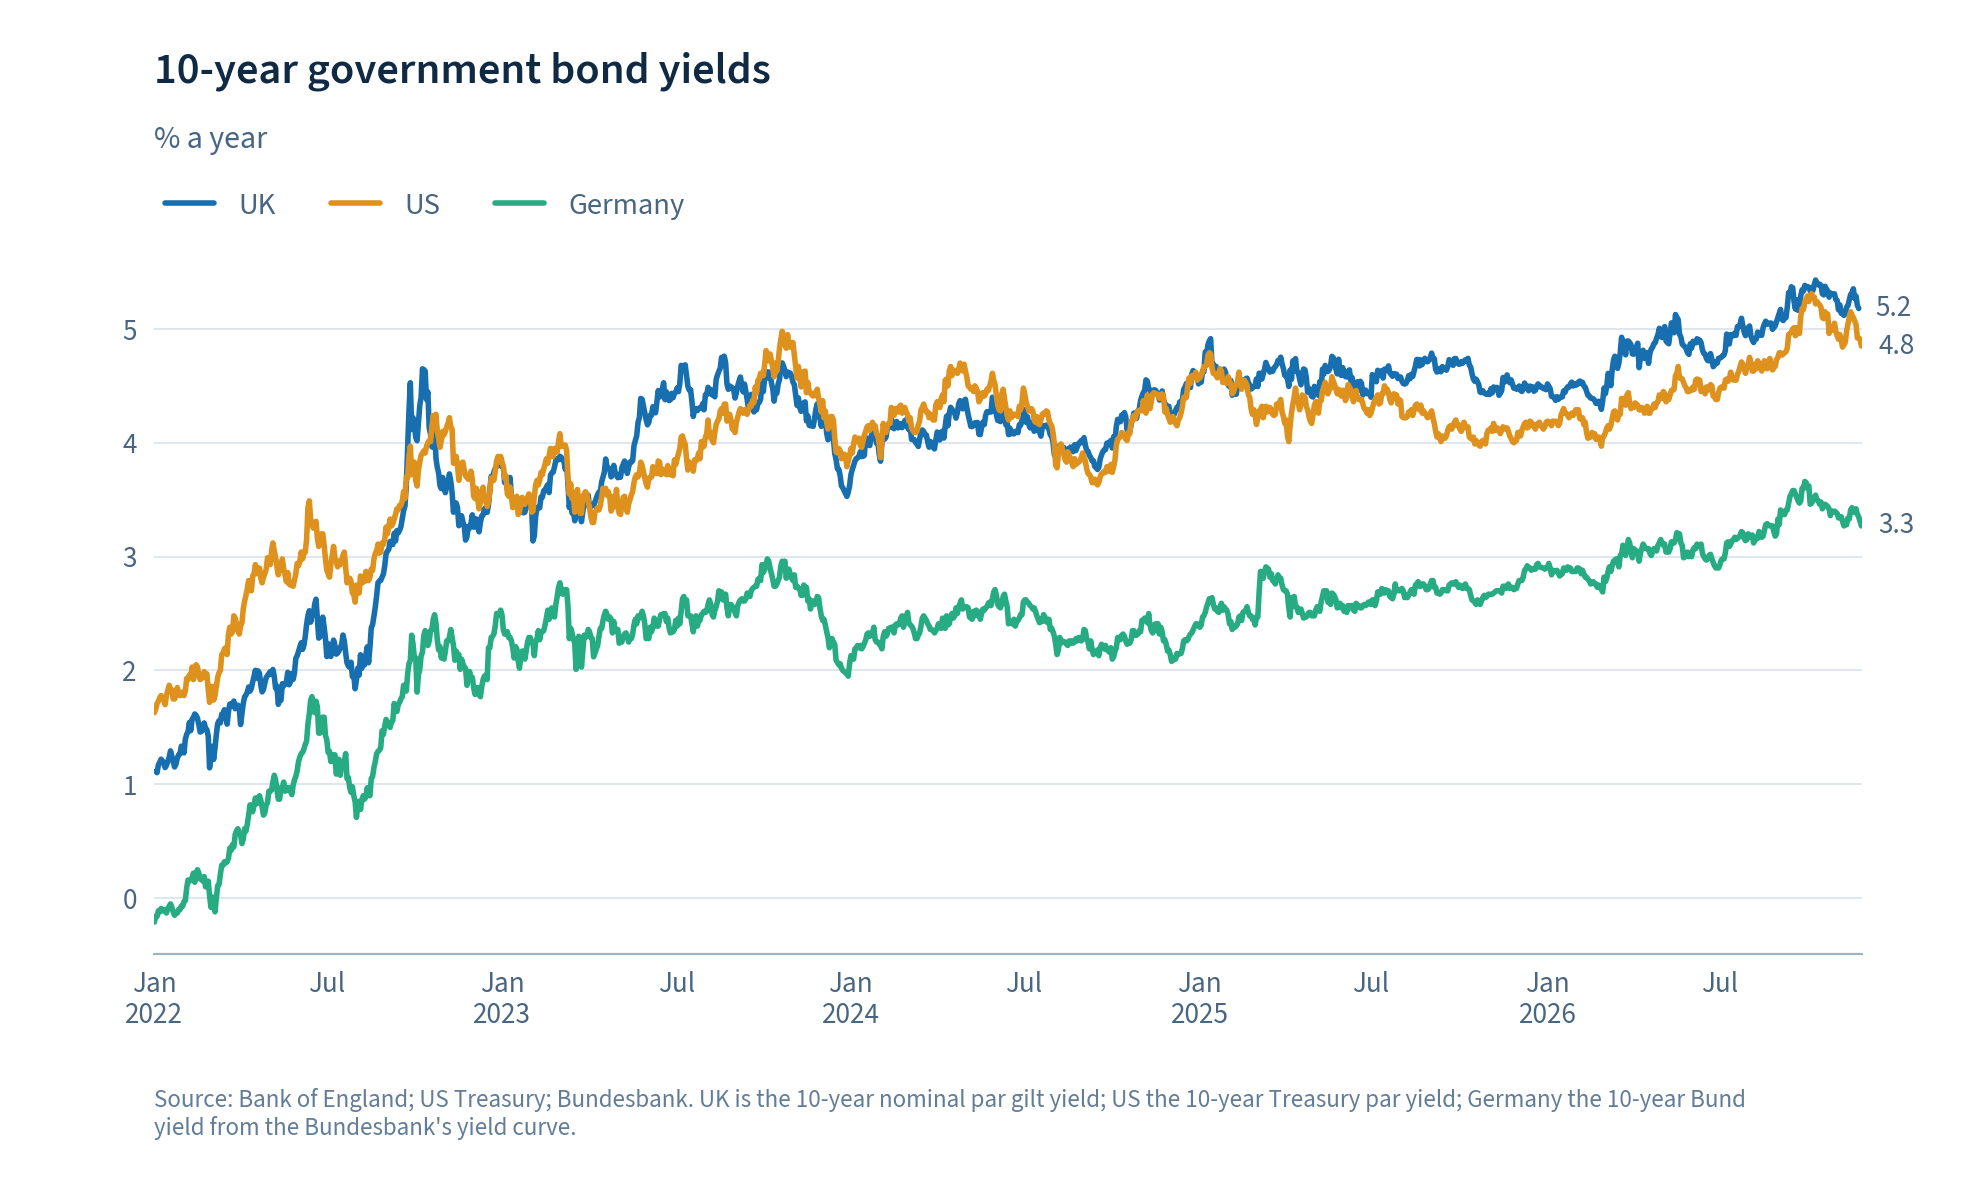 10-year government bond yields
% a year
UK US Germany
5
4
3
2
1
0
5.2
4.8
3.3
Jan Jul Jan Jul Jan Jul Jan Jul Jan Jul
2022 2023 2024 2025 2026
Source: Bank of England; US Treasury; Bundesbank. UK is the 10-year nominal par gilt yield; US the 10-year Treasury par yield; Germany the 10-year Bund
yield from the Bundesbank's yield curve.